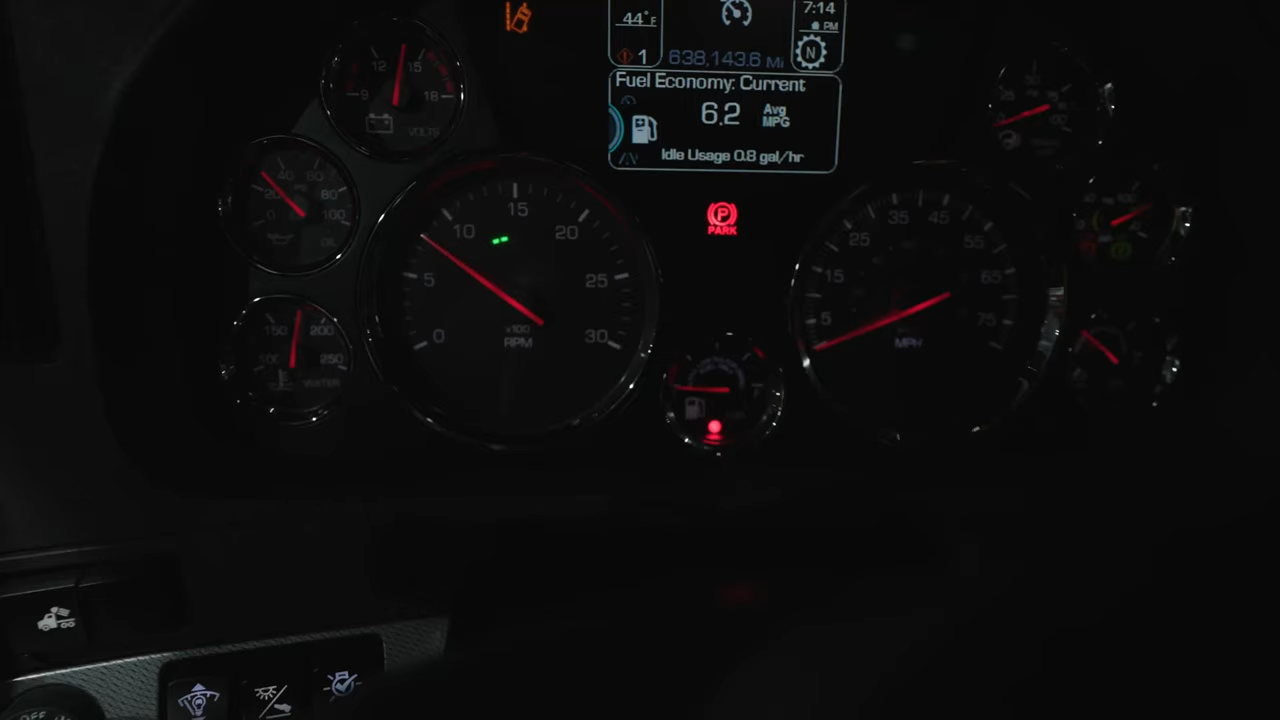 44°F
7:14
PM
1
638,143.6 Mi
N
Fuel Economy: Current
6.2 Avg MPG
Idle Usage 0.8 gal/hr
9 12 15 18
VOLTS
0 20 40 60 80 100
OIL
100 150 200 250
WATER
0 5 10 15 20 25 30
x100
RPM
P
PARK
5 15 25 35 45 55 65 75
MPH
OFF